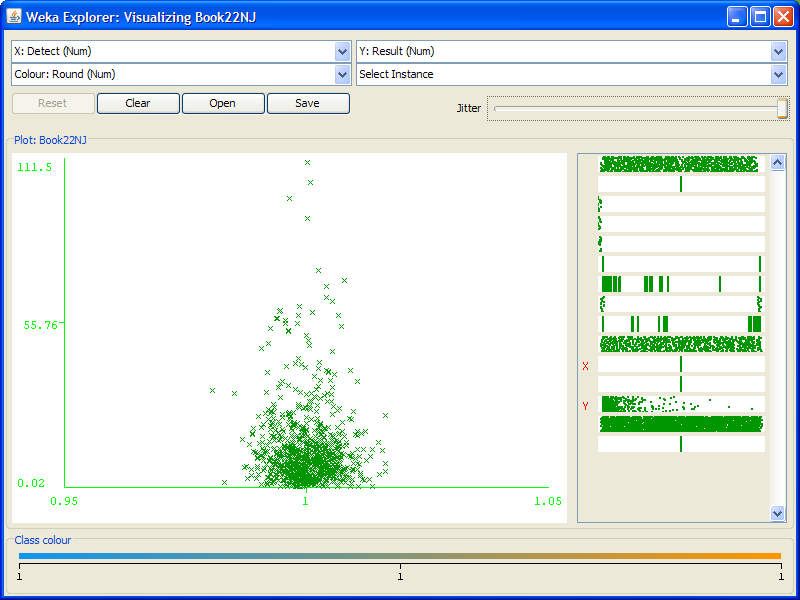 Weka Explorer: Visualizing Book22NJ
X: Detect (Num)
Y: Result (Num)
Colour: Round (Num)
Select Instance
Reset
Clear
Open
Save
Jitter
Plot: Book22NJ
111.5
55.76
0.02
0.95
1
1.05
X
Y
Class colour
1
1
1